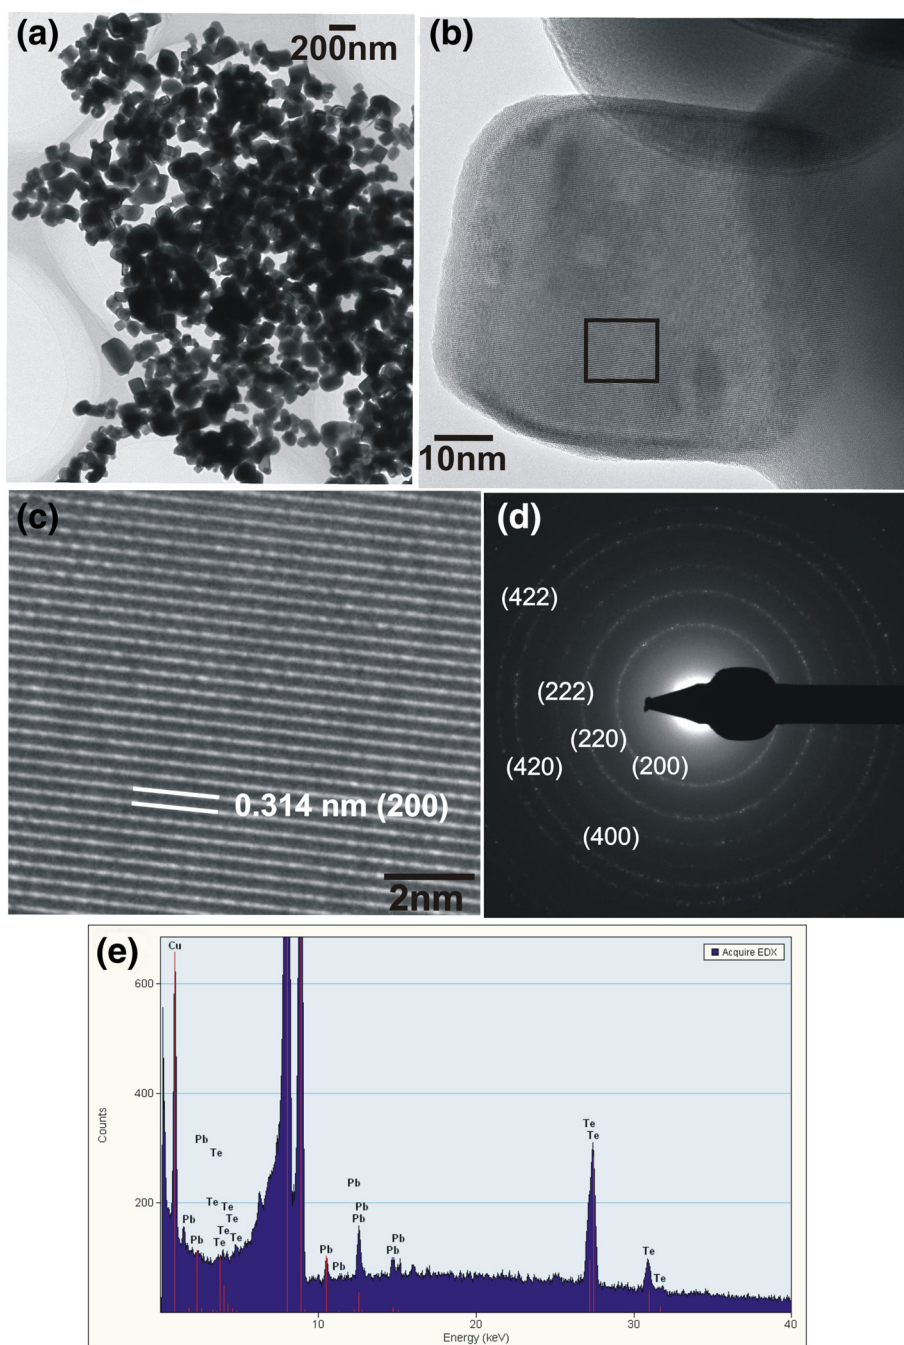 (a)
200nm
(b)
10nm
(c)
0.314 nm (200)
2nm
(d)
(422)
(222)
(220)
(420)
(200)
(400)
(e)
Cu
Acquire EDX
600
400
200
Counts
Pb
Te
Te
Te
Te
Te
Te
Te
Pb
Pb
Pb
Pb
Pb
Pb
Pb
Pb
Pb
Te
Te
Te
Te
10
20
30
40
Energy (keV)